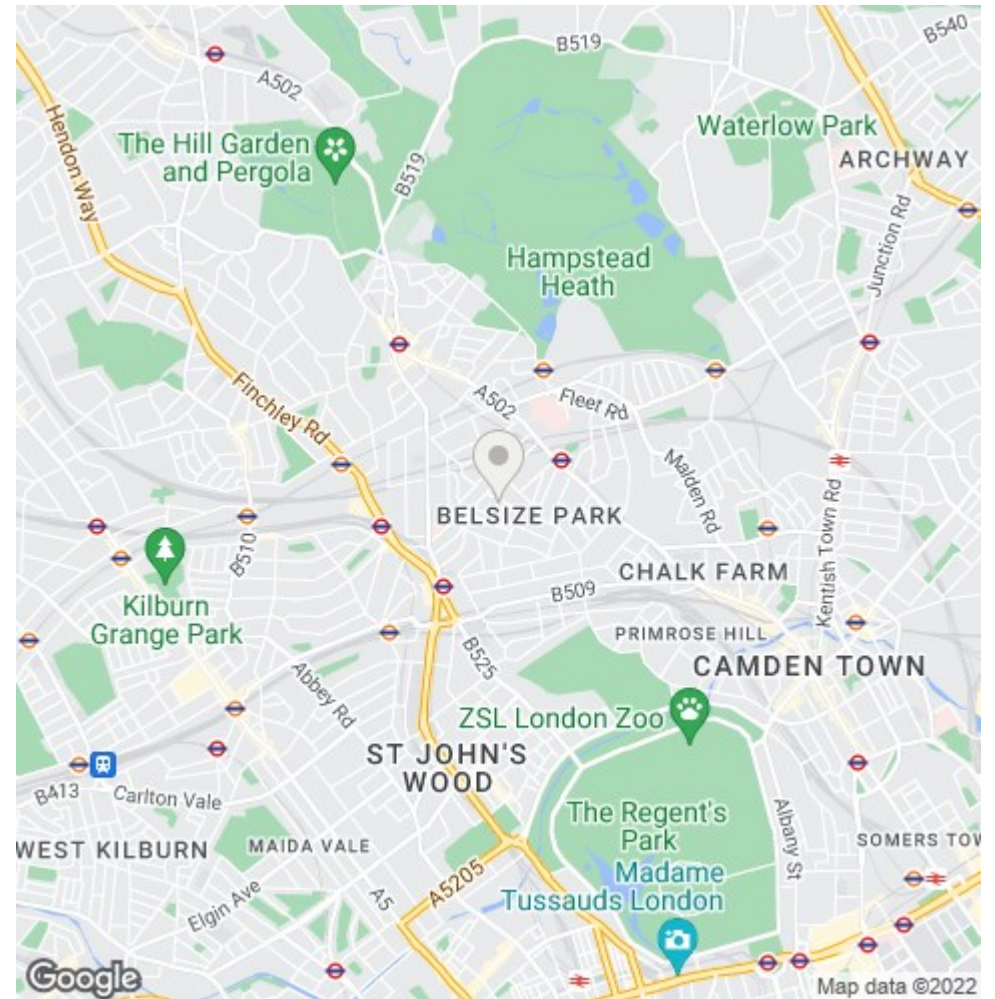 B519
B540
A502
Hendon Way
The Hill Garden
and Pergola
B519
Waterlow Park
ARCHWAY
Junction Rd
Hampstead
Heath
Finchley Rd
A502
Fleet Rd
Malden Rd
BELSIZE PARK
Kentish Town Rd
B510
CHALK FARM
B509
Kilburn
Grange Park
PRIMROSE HILL
B525
Abbey Rd
CAMDEN TOWN
ZSL London Zoo
ST JOHN'S
WOOD
B413
Carlton Vale
The Regent's
Park
Albany St
WEST KILBURN
MAIDA VALE
SOMERS TOW
Madame
Tussauds London
A5205
A5
Elgin Ave
Google
Map data ©2022